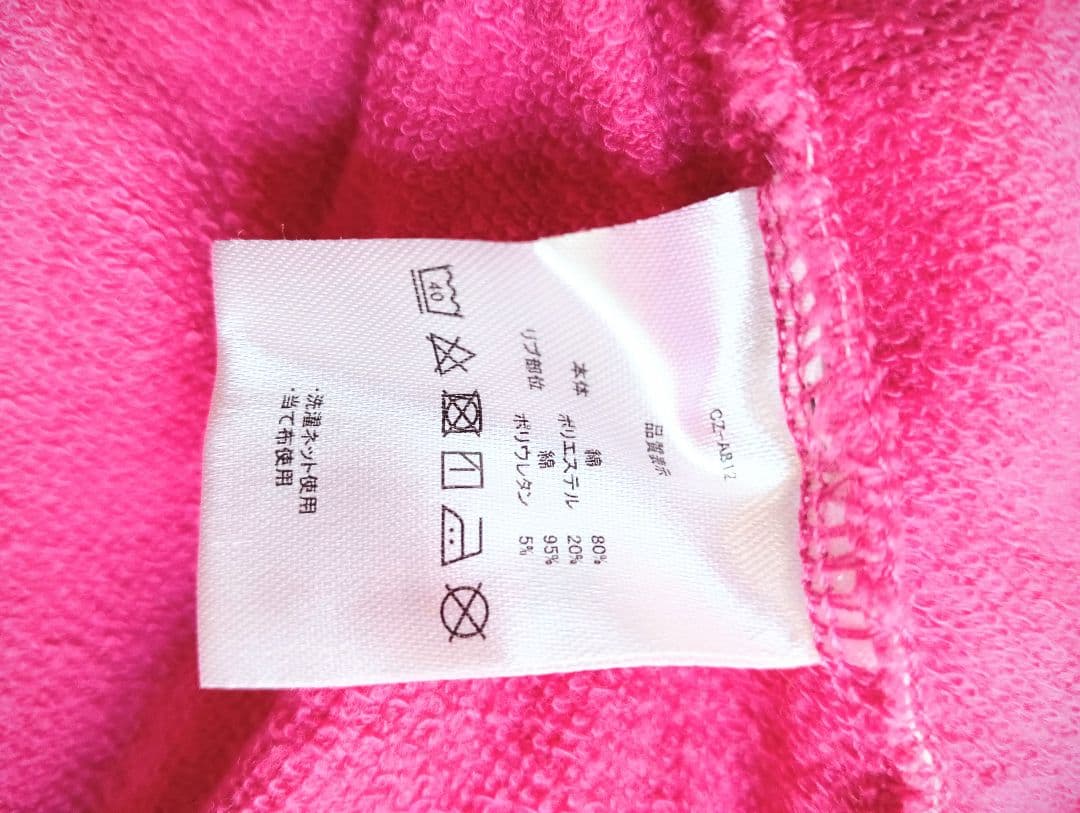 CZ-A812
品質表示
綿 80%
本体 ポリエステル 20%
綿 95%
リブ部位 ポリウレタン 5%
40
・洗濯ネット使用
当て布使用